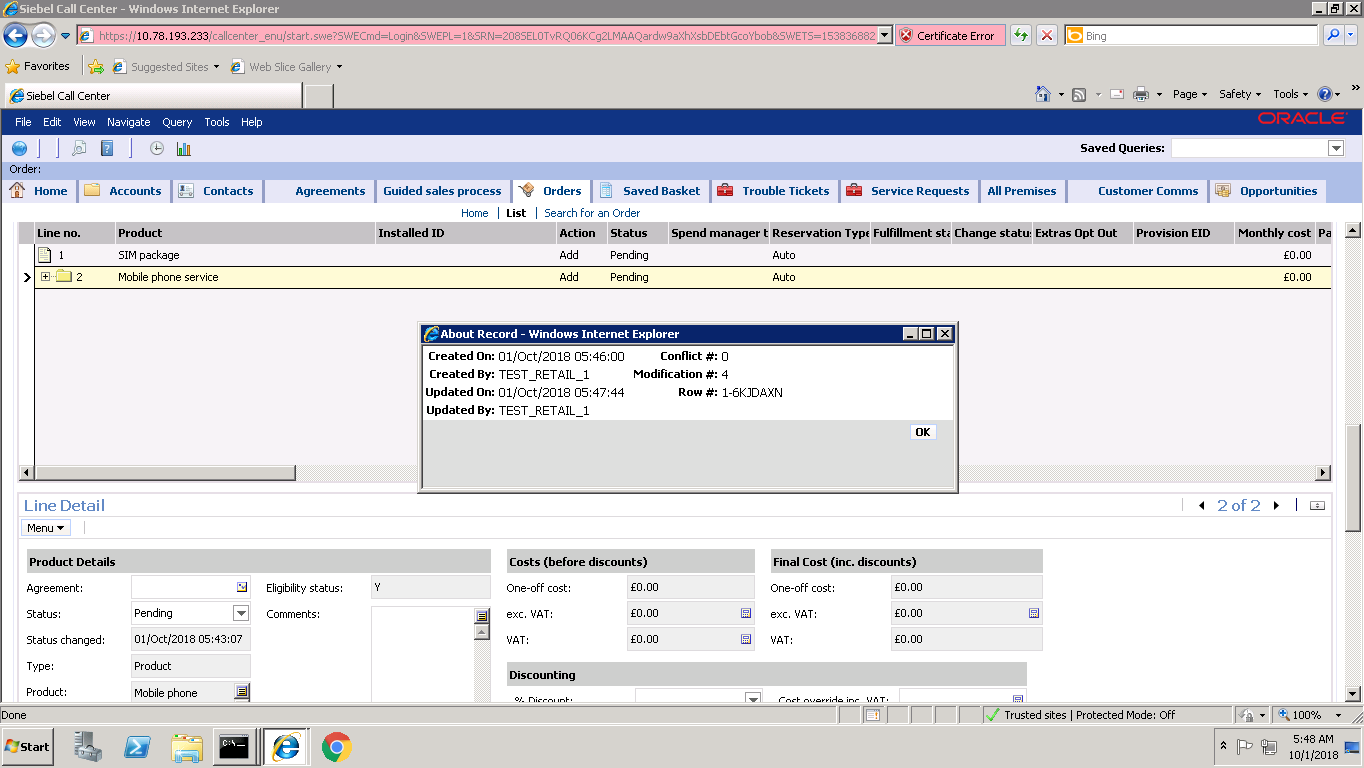 Siebel Call Center - Windows Internet Explorer
https://10.78.193.233/callcenter_enu/start.swe?SWECmd=Login&SWEPL=1&SRN=208SEL0TvRQ06KCg2LMAAQardw9aXhXsbDEbtGcoYbob&SWETS=153836882
Certificate Error
Bing
Favorites
Suggested Sites
Web Slice Gallery
Siebel Call Center
Page
Safety
Tools
»
File Edit View Navigate Query Tools Help
ORACLE
Saved Queries:
Order:
Home
Accounts
Contacts
Agreements
Guided sales process
Orders
Saved Basket
Trouble Tickets
Service Requests
All Premises
Customer Comms
Opportunities
Home | List | Search for an Order
Line no. Product Installed ID Action Status Spend manager t Reservation Type Fulfillment sta Change statu Extras Opt Out Provision EID Monthly cost Pa
1 SIM package Add Pending Auto £0.00
2 Mobile phone service Add Pending Auto £0.00
About Record - Windows Internet Explorer
Created On: 01/Oct/2018 05:46:00 Conflict #: 0
Created By: TEST_RETAIL_1 Modification #: 4
Updated On: 01/Oct/2018 05:47:44 Row #: 1-6KJDAXN
Updated By: TEST_RETAIL_1
OK
Line Detail
2 of 2
Menu
Product Details
Agreement:
Status: Pending
Status changed: 01/Oct/2018 05:43:07
Type: Product
Product: Mobile phone
Eligibility status: Y
Comments:
Costs (before discounts)
One-off cost: £0.00
exc. VAT: £0.00
VAT: £0.00
Final Cost (inc. discounts)
One-off cost: £0.00
exc. VAT: £0.00
VAT: £0.00
Discounting
% Discount:
Cost override inc. VAT:
Done
Trusted sites | Protected Mode: Off
100%
Start
C:\
5:48 AM
10/1/2018